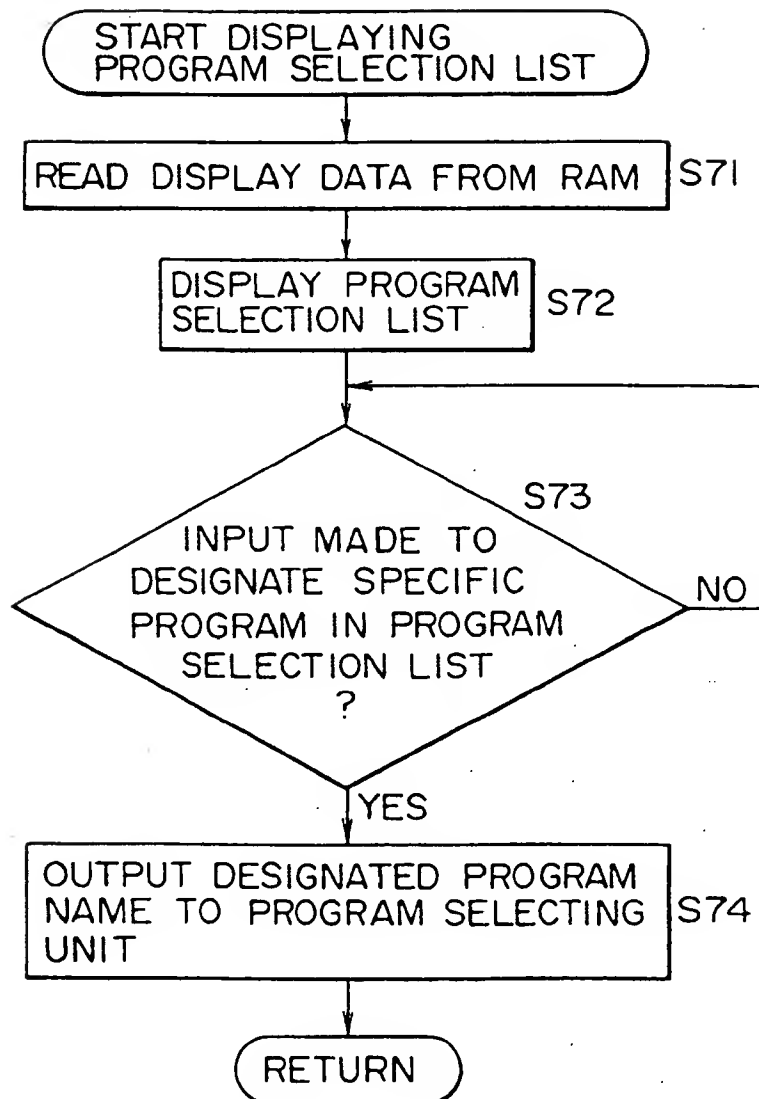 START DISPLAYING
PROGRAM SELECTION LIST
READ DISPLAY DATA FROM RAM
S71
DISPLAY PROGRAM
SELECTION LIST
S72
S73
INPUT MADE TO
DESIGNATE SPECIFIC
PROGRAM IN PROGRAM
SELECTION LIST
?
NO
YES
OUTPUT DESIGNATED PROGRAM
NAME TO PROGRAM SELECTING
UNIT
S74
RETURN